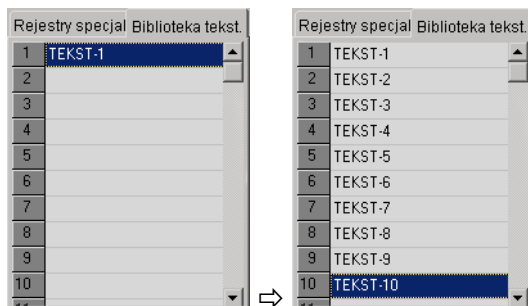 Rejestry specjal Biblioteka tekst.
1 TEKST-1
2
3
4
5
6
7
8
9
10
11
⇨
Rejestry specjal Biblioteka tekst.
1 TEKST-1
2 TEKST-2
3 TEKST-3
4 TEKST-4
5 TEKST-5
6 TEKST-6
7 TEKST-7
8 TEKST-8
9 TEKST-9
10 TEKST-10
11